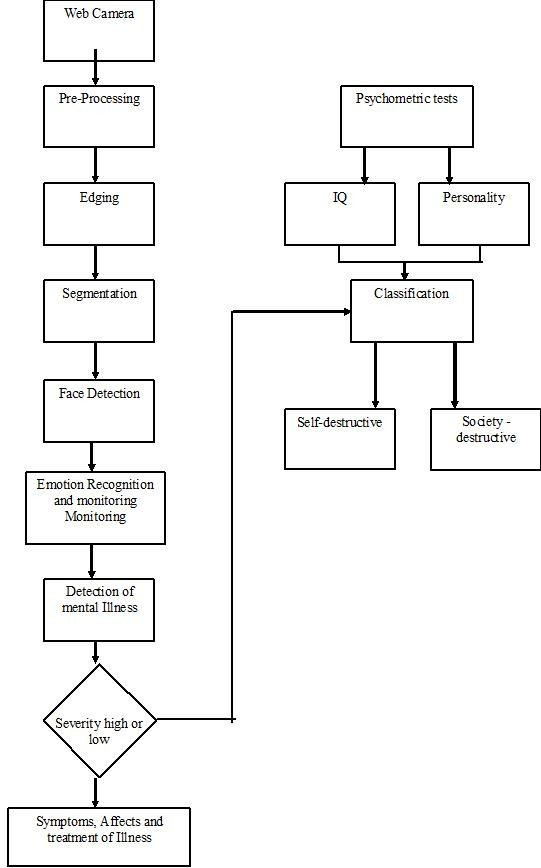 Web Camera
Pre-Processing
Edging
Segmentation
Face Detection
Emotion Recognition
and monitoring
Monitoring
Detection of
mental Illness
Severity high or
low
Symptoms, Affects and
treatment of Illness
Psychometric tests
IQ
Personality
Classification
Self-destructive
Society -
destructive